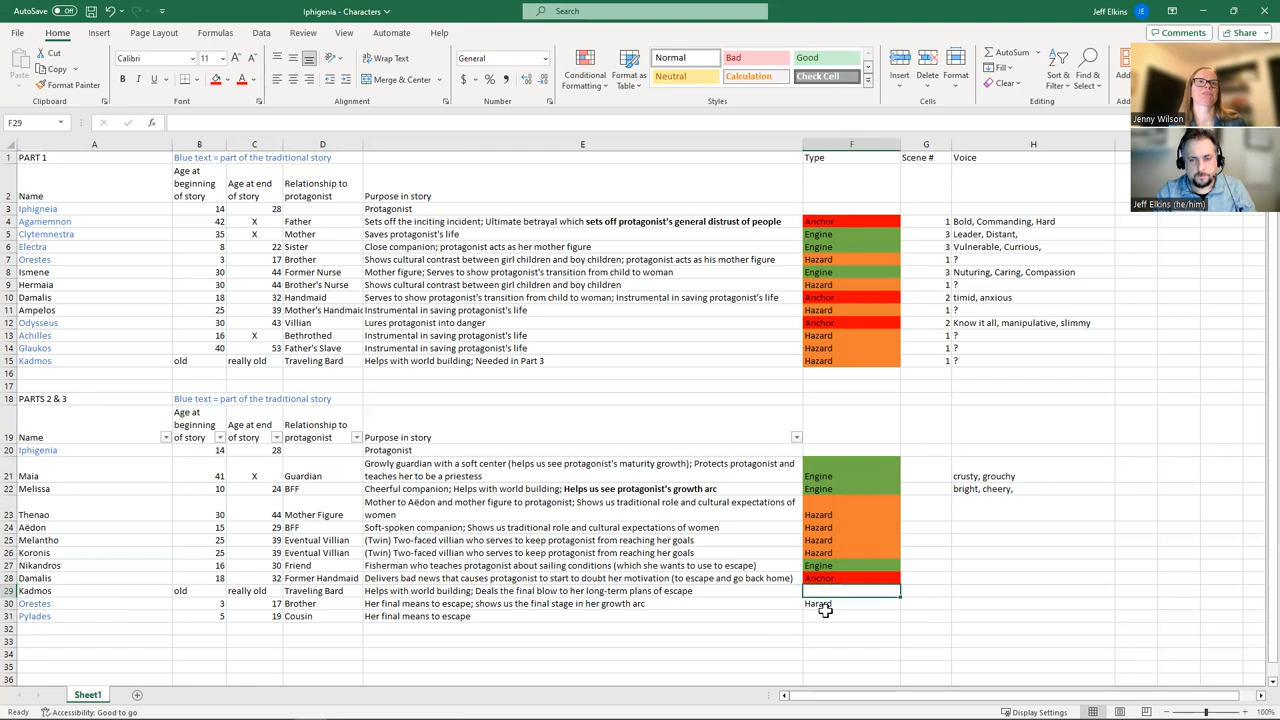 AutoSave Off Iphigenia - Characters Search Jeff Elkins JE
File Home Insert Page Layout Formulas Data Review View Automate Help Comments Share
Cut Calibri 11 Wrap Text General Normal Bad Good AutoSum
Copy Merge & Center Neutral Calculation Check Cell Fill
Paste Format Painter Conditional Formatting Format as Table Insert Delete Format Clear Sort & Filter Find & Select
Clipboard Font Alignment Number Styles Cells Editing
Jenny Wilson
Jeff Elkins (he/him)
F29
A B C D E F G H
1 PART 1 Blue text = part of the traditional story Type Scene # Voice
2 Name Age at beginning of story Age at end of story Relationship to protagonist Purpose in story
3 Iphigneia 14 28 Protagonist
4 Agamemnon 42 X Father Sets off the inciting incident; Ultimate betrayal which sets off protagonist's general distrust of people Anchor 1 Bold, Commanding, Hard
5 Clytemnestra 35 X Mother Saves protagonist's life Engine 3 Leader, Distant,
6 Electra 8 22 Sister Close companion; protagonist acts as her mother figure Engine 3 Vulnerable, Currious,
7 Orestes 3 17 Brother Shows cultural contrast between girl children and boy children; protagonist acts as his mother figure Hazard 1 ?
8 Ismene 30 44 Former Nurse Mother figure; Serves to show protagonist's transition from child to woman Engine 3 Nuturing, Caring, Compassion
9 Hermaia 30 44 Brother's Nurse Shows cultural contrast between girl children and boy children Hazard 1 ?
10 Damalis 18 32 Handmaid Serves to show protagonist's transition from child to woman; Instrumental in saving protagonist's life Anchor 2 timid, anxious
11 Ampelos 25 39 Mother's Handmaid Instrumental in saving protagonist's life Hazard 1 ?
12 Odysseus 30 43 Villian Lures protagonist into danger Anchor 2 Know it all, manipulative, slimmy
13 Achilles 16 X Bethrothed Instrumental in saving protagonist's life Hazard 1 ?
14 Glaukos 40 53 Father's Slave Instrumental in saving protagonist's life Hazard 1 ?
15 Kadmos old really old Traveling Bard Helps with world building; Needed in Part 3 Hazard 1 ?
16
17
18 PARTS 2 & 3 Blue text = part of the traditional story
19 Name Age at beginning of story Age at end of story Relationship to protagonist Purpose in story
20 Iphigenia 14 28 Protagonist
21 Maia 41 X Guardian Growly guardian with a soft center (helps us see protagonist's maturity growth); Protects protagonist and teaches her to be a priestess Engine crusty, grouchy
22 Melissa 10 24 BFF Cheerful companion; Helps with world building; Helps us see protagonist's growth arc Engine bright, cheery,
23 Thenao 30 44 Mother Figure Mother to Aëdon and mother figure to protagonist; Shows us traditional role and cultural expectations of women Hazard
24 Aëdon 15 29 BFF Soft-spoken companion; Shows us traditional role and cultural expectations of women Hazard
25 Melantho 25 39 Eventual Villian (Twin) Two-faced villian who serves to keep protagonist from reaching her goals Hazard
26 Koronis 25 39 Eventual Villian (Twin) Two-faced villian who serves to keep protagonist from reaching her goals Hazard
27 Nikandros 16 30 Friend Fisherman who teaches protagonist about sailing conditions (which she wants to use to escape) Engine
28 Damalis 18 32 Former Handmaid Delivers bad news that causes protagonist to start to doubt her motivation (to escape and go back home) Anchor
29 Kadmos old really old Traveling Bard Helps with world building; Deals the final blow to her long-term plans of escape
30 Orestes 3 17 Brother Her final means to escape; shows us the final stage in her growth arc
31 Pylades 5 19 Cousin Her final means to escape
32
33
34
35
36
Sheet1
Ready Accessibility: Good to go Display Settings 100%